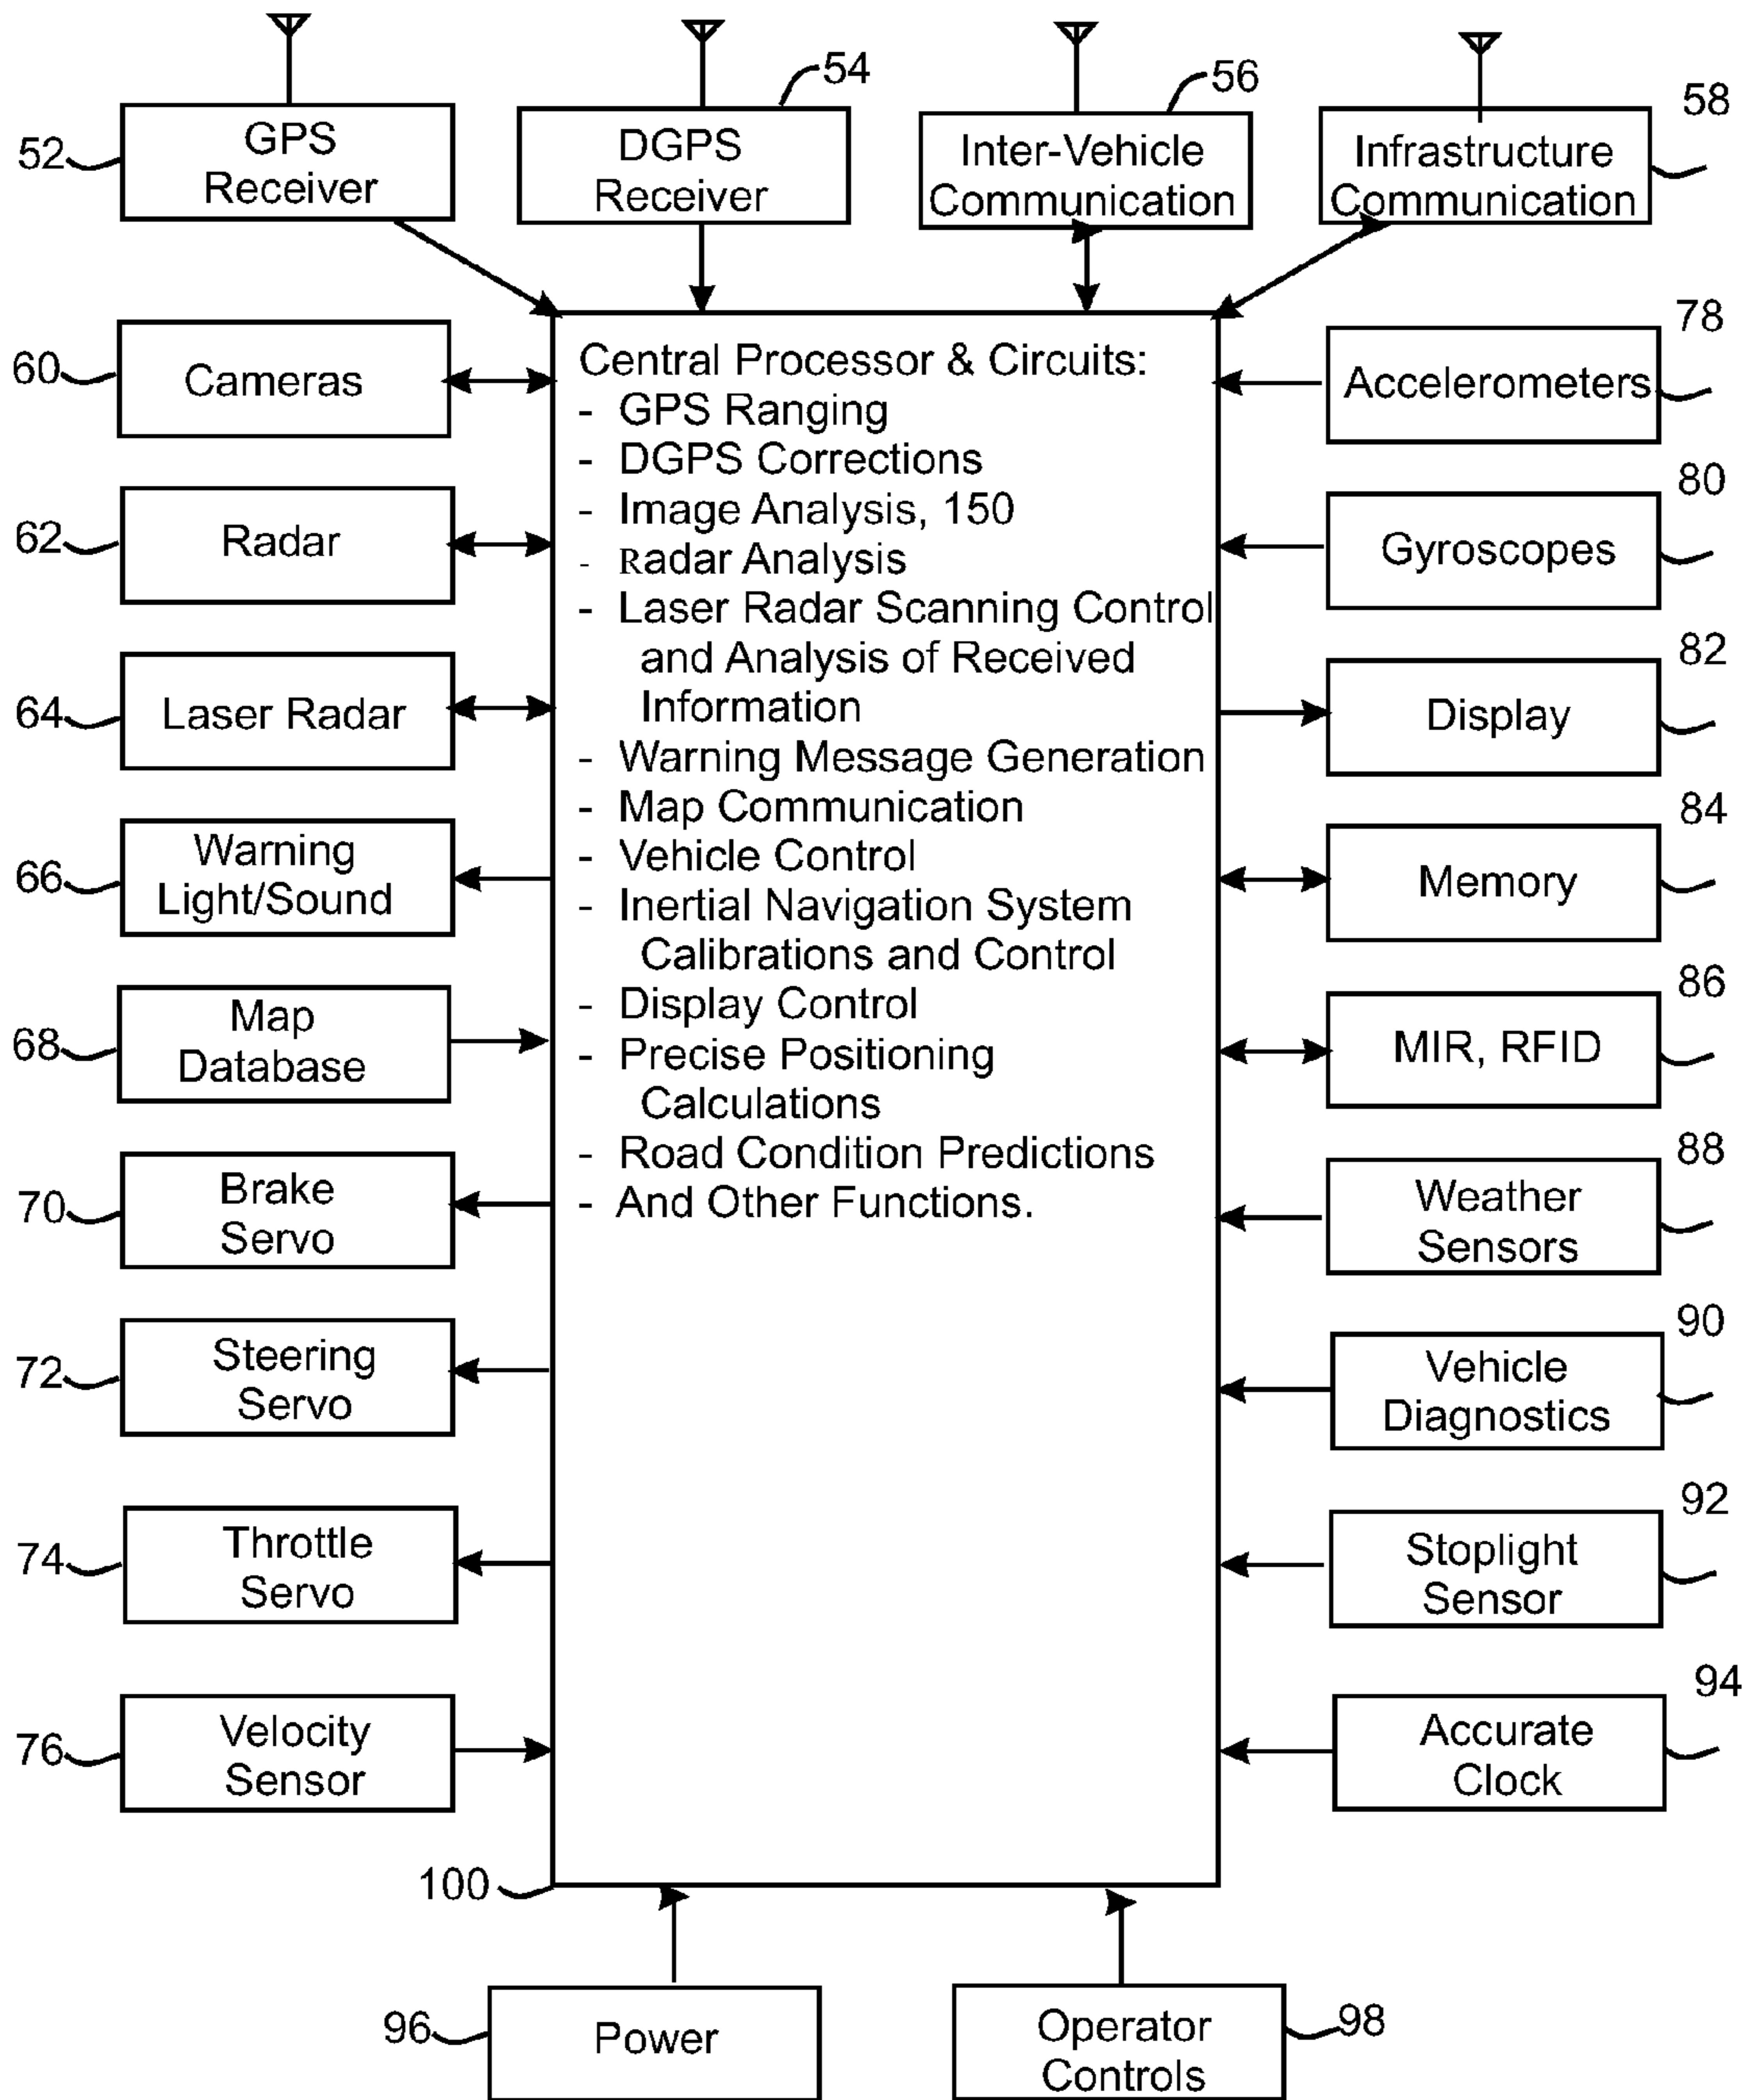 54
56
58
52
GPS
Receiver
DGPS
Receiver
Inter-Vehicle
Communication
Infrastructure
Communication
60
Cameras
62
Radar
64
Laser Radar
66
Warning
Light/Sound
68
Map
Database
70
Brake
Servo
72
Steering
Servo
74
Throttle
Servo
76
Velocity
Sensor
Central Processor & Circuits:
- GPS Ranging
- DGPS Corrections
- Image Analysis, 150
- Radar Analysis
- Laser Radar Scanning Control
and Analysis of Received
Information
- Warning Message Generation
- Map Communication
- Vehicle Control
- Inertial Navigation System
Calibrations and Control
- Display Control
- Precise Positioning
Calculations
- Road Condition Predictions
- And Other Functions.
78
Accelerometers
80
Gyroscopes
82
Display
84
Memory
86
MIR, RFID
88
Weather
Sensors
90
Vehicle
Diagnostics
92
Stoplight
Sensor
94
Accurate
Clock
100
96
Power
Operator
Controls
98